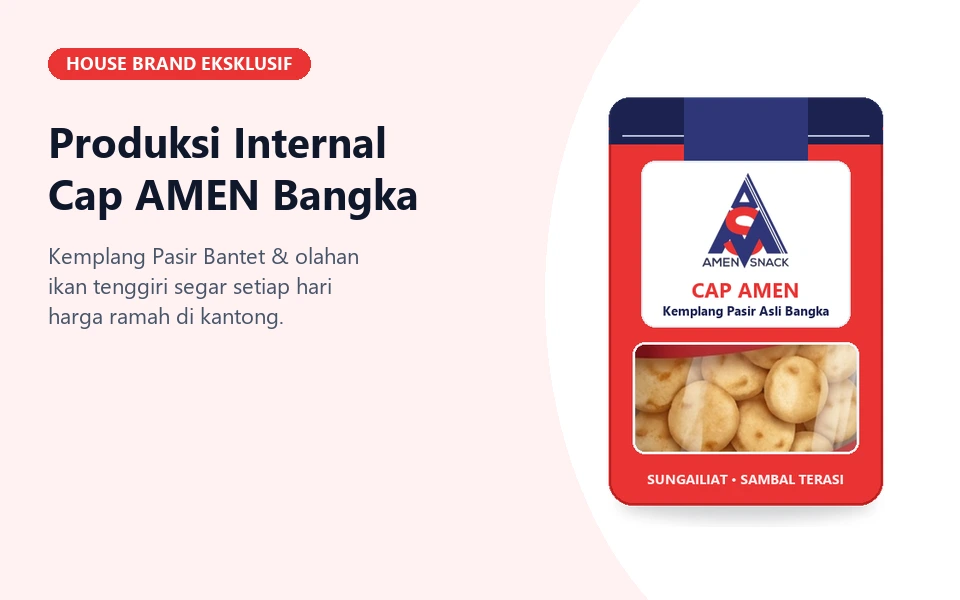 HOUSE BRAND EKSKLUSIF
Produksi Internal
Cap AMEN Bangka
Kemplang Pasir Bantet & olahan
ikan tenggiri segar setiap hari
harga ramah di kantong.
ASM
AMEN SNACK
CAP AMEN
Kemplang Pasir Asli Bangka
SUNGAILIAT • SAMBAL TERASI